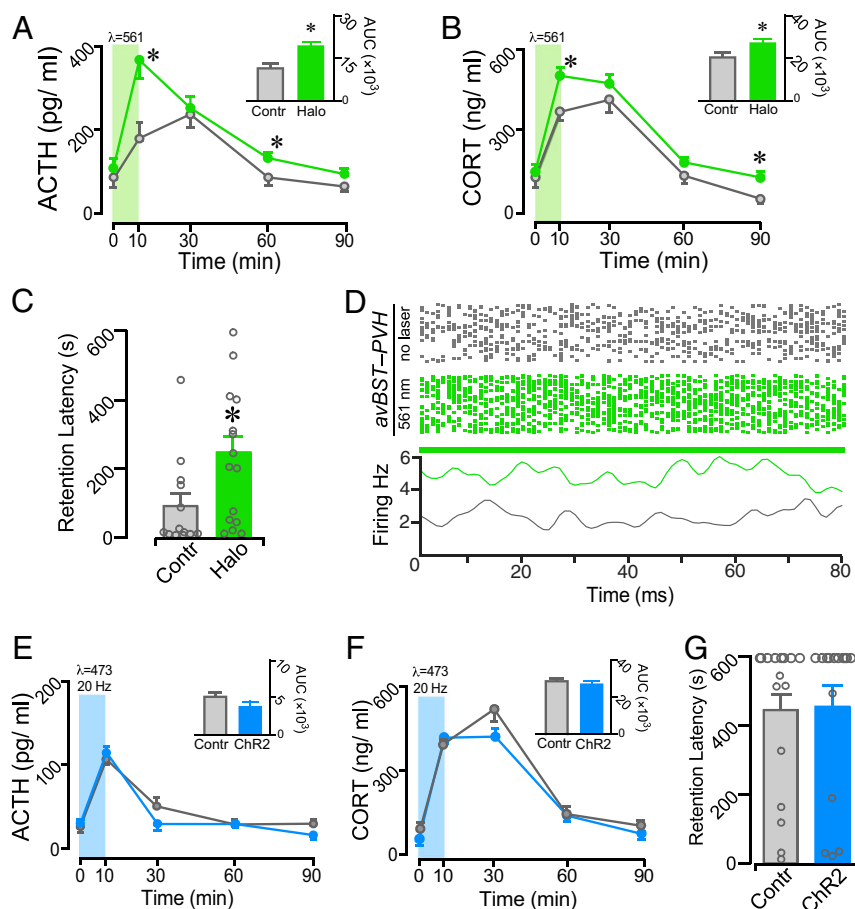 A
λ=561
ACTH (pg/ ml)
400
200
0
0 10 30 60 90
Time (min)
*
*
*
AUC (×10³)
30
15
0
Contr Halo
B
λ=561
CORT (ng/ ml)
600
300
0
0 10 30 60 90
Time (min)
*
*
*
AUC (×10³)
40
20
0
Contr Halo
C
Retention Latency (s)
600
400
200
0
*
Contr Halo
D
avBST–PVH
no laser
561 nm
Firing Hz
6
4
2
0 20 40 60 80
Time (ms)
E
λ=473
20 Hz
ACTH (pg/ ml)
200
100
0
0 10 30 60 90
Time (min)
AUC (×10³)
10
5
0
Contr ChR2
F
λ=473
20 Hz
CORT (ng/ ml)
600
300
0
0 10 30 60 90
Time (min)
AUC (×10³)
40
20
0
Contr ChR2
G
Retention Latency (s)
600
400
200
0
Contr ChR2